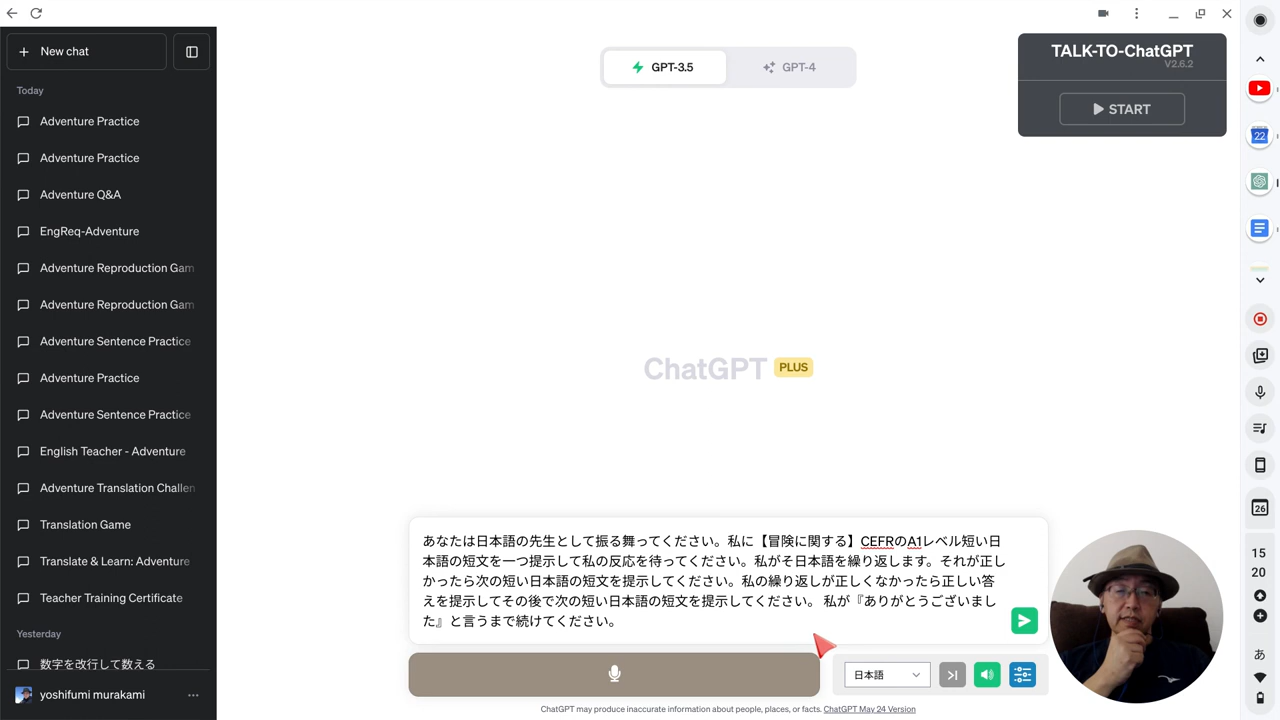 New chat
Today
Adventure Practice
Adventure Practice
Adventure Q&A
EngReq-Adventure
Adventure Reproduction Gam
Adventure Reproduction Gam
Adventure Sentence Practice
Adventure Practice
Adventure Sentence Practice
English Teacher - Adventure
Adventure Translation Challen
Translation Game
Translate & Learn: Adventure
Teacher Training Certificate
Yesterday
数字を改行して数える
yoshifumi murakami
GPT-3.5
GPT-4
TALK-TO-ChatGPT
V2.6.2
START
ChatGPT PLUS
あなたは日本語の先生として振る舞ってください。私に【冒険に関する】CEFRのA1レベル短い日
本語の短文を一つ提示して私の反応を待ってください。私がそ日本語を繰り返します。それが正し
かったら次の短い日本語の短文を提示してください。私の繰り返しが正しくなかったら正しい答
えを提示してその後で次の短い日本語の短文を提示してください。 私が『ありがとうございまし
た』と言うまで続けてください。
日本語
ChatGPT may produce inaccurate information about people, places, or facts. ChatGPT May 24 Version
22
26
15
20
あ